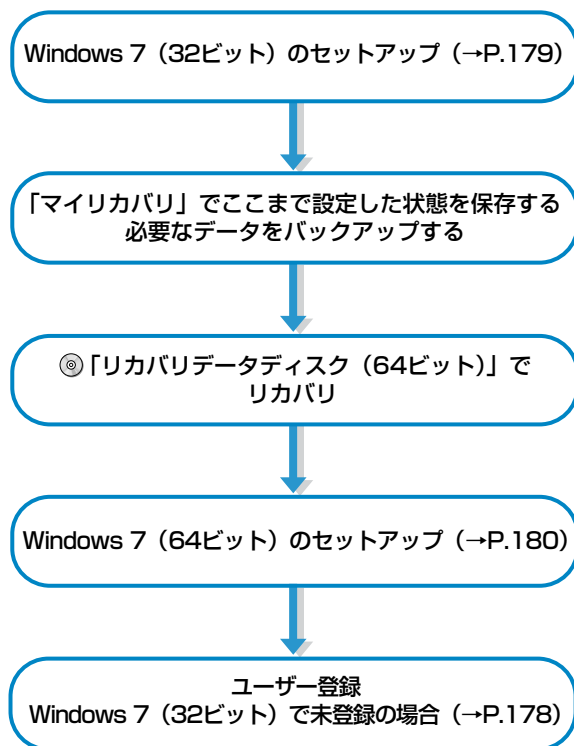 Windows 7（32ビット）のセットアップ（→P.179）
「マイリカバリ」でここまで設定した状態を保存する
必要なデータをバックアップする
「リカバリデータディスク（64ビット）」で
リカバリ
Windows 7（64ビット）のセットアップ（→P.180）
ユーザー登録
Windows 7（32ビット）で未登録の場合（→P.178）